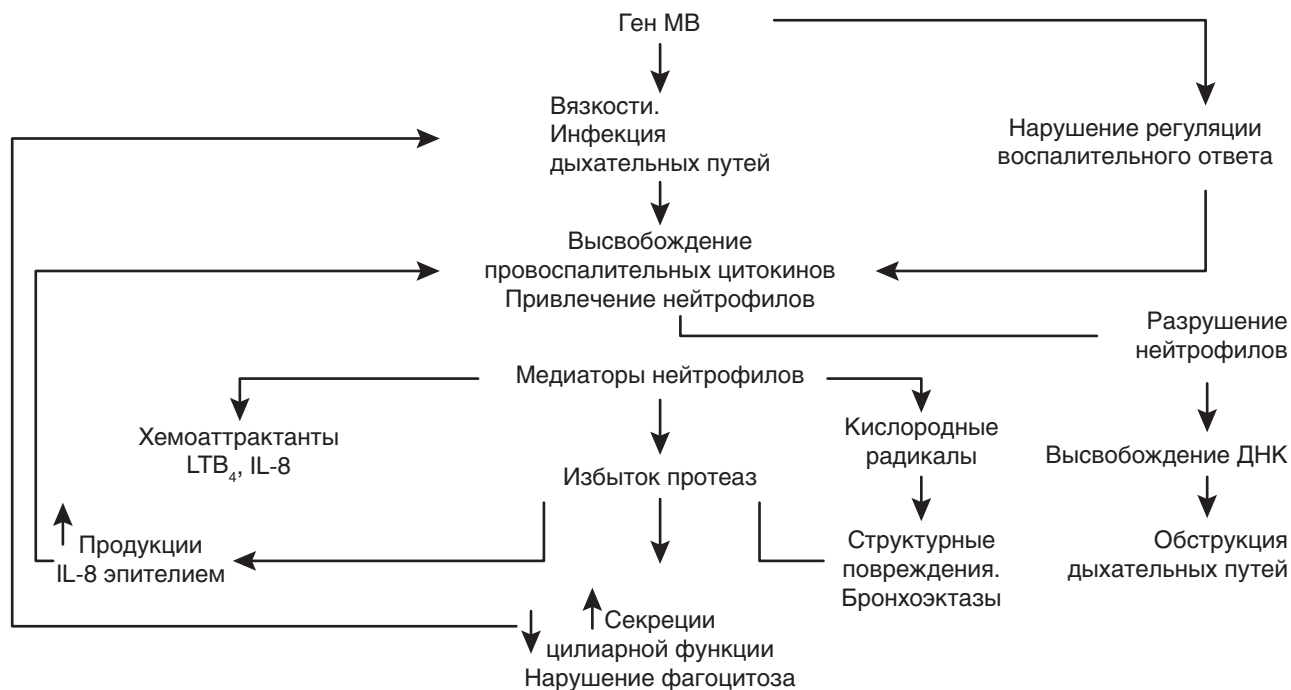 Ген МВ
Вязкости.
Инфекция
дыхательных путей
Нарушение регуляции
воспалительного ответа
Высвобождение
провоспалительных цитокинов
Привлечение нейтрофилов
Разрушение
нейтрофилов
Медиаторы нейтрофилов
Хемоаттрактанты
LTB₄, IL-8
Избыток протеаз
Кислородные
радикалы
Высвобождение ДНК
Продукции
IL-8 эпителием
Структурные
повреждения.
Бронхоэктазы
Обструкция
дыхательных путей
Секреции
цилиарной функции
Нарушение фагоцитоза